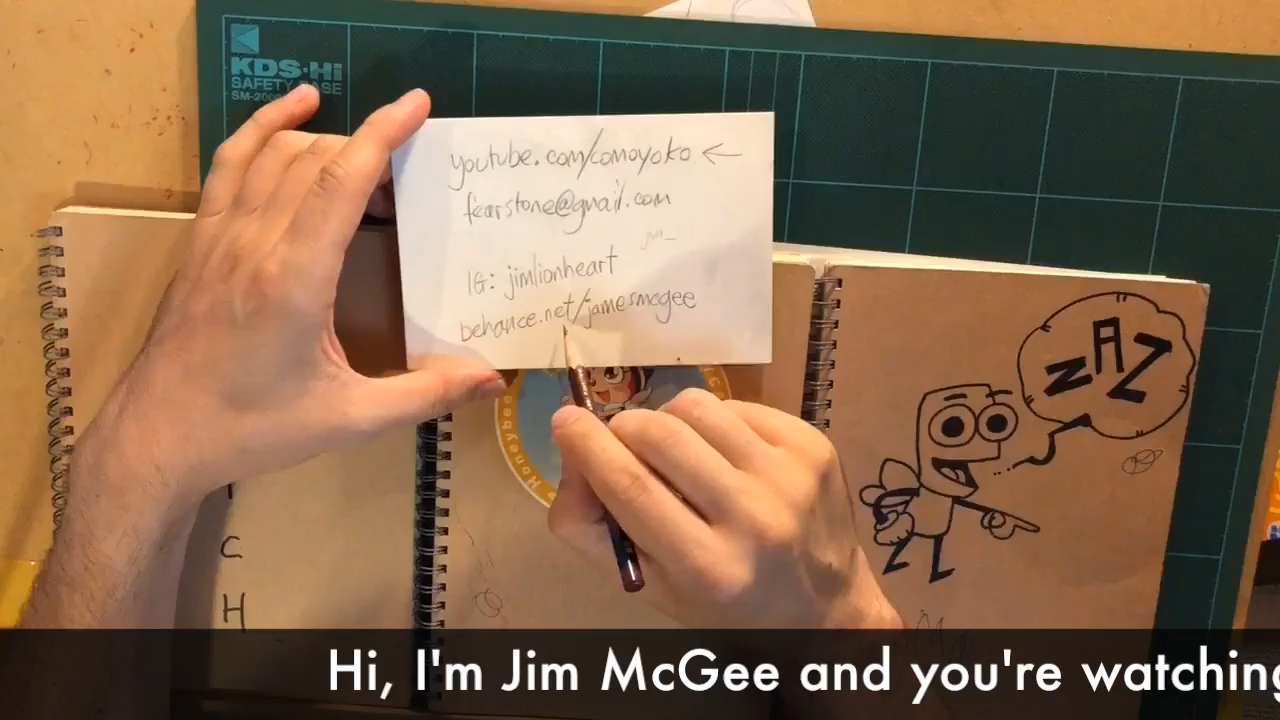 KDS·Hi
SAFETY BASE
youtube.com/comoyoko ←
fearstone@gmail.com
IG: jimlionheart
behance.net/jamesmcgee
zAZ
Honeybee
C
H
Hi, I'm Jim McGee and you're watching